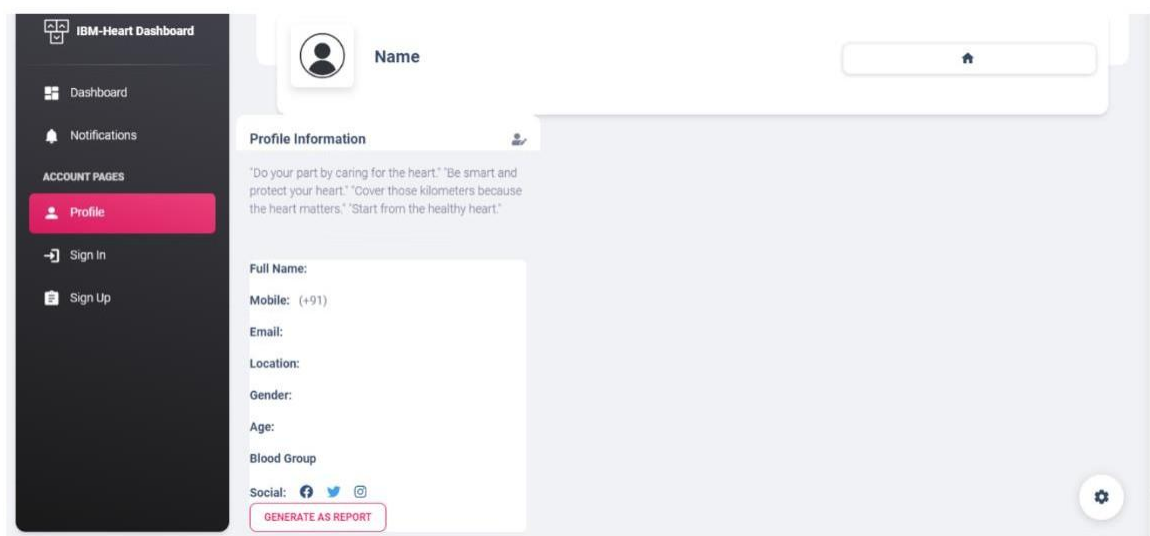 IBM-Heart Dashboard
Dashboard
Notifications
ACCOUNT PAGES
Profile
Sign In
Sign Up
Name
Profile Information
"Do your part by caring for the heart." "Be smart and
protect your heart." "Cover those kilometers because
the heart matters." "Start from the healthy heart."
Full Name:
Mobile: (+91)
Email:
Location:
Gender:
Age:
Blood Group
Social:
GENERATE AS REPORT